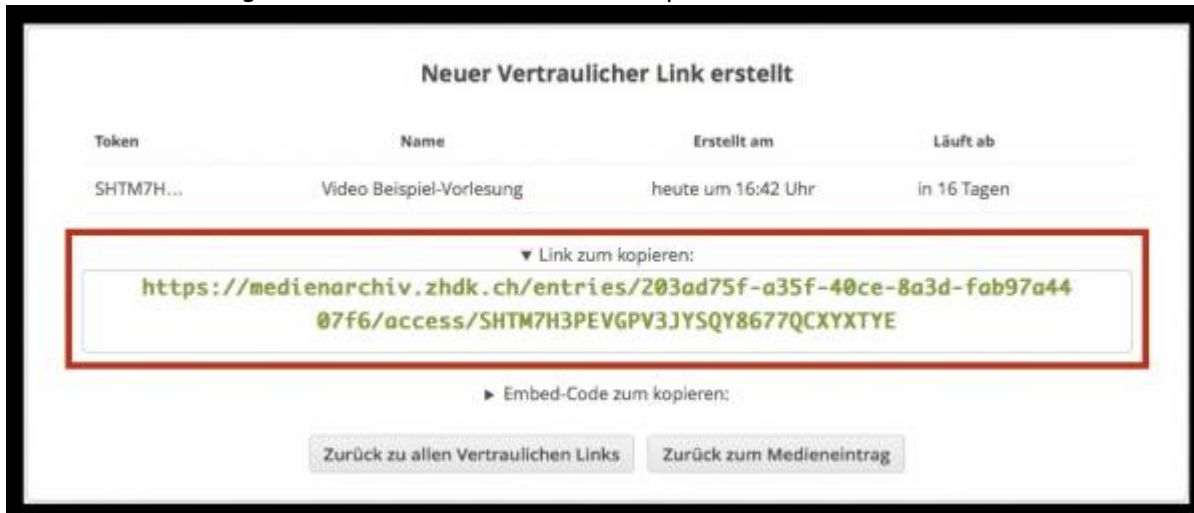 Neuer Vertraulicher Link erstellt
Token Name Erstellt am Läuft ab
SHTM7H... Video Beispiel-Vorlesung heute um 16:42 Uhr in 16 Tagen
▼ Link zum kopieren:
https://medienarchiv.zhdk.ch/entries/203ad75f-a35f-40ce-8a3d-fab97a44
07f6/access/SHTM7H3PEVGPV3JYSQY8677QCXYXTYE
► Embed-Code zum kopieren:
Zurück zu allen Vertraulichen Links Zurück zum Medieneintrag